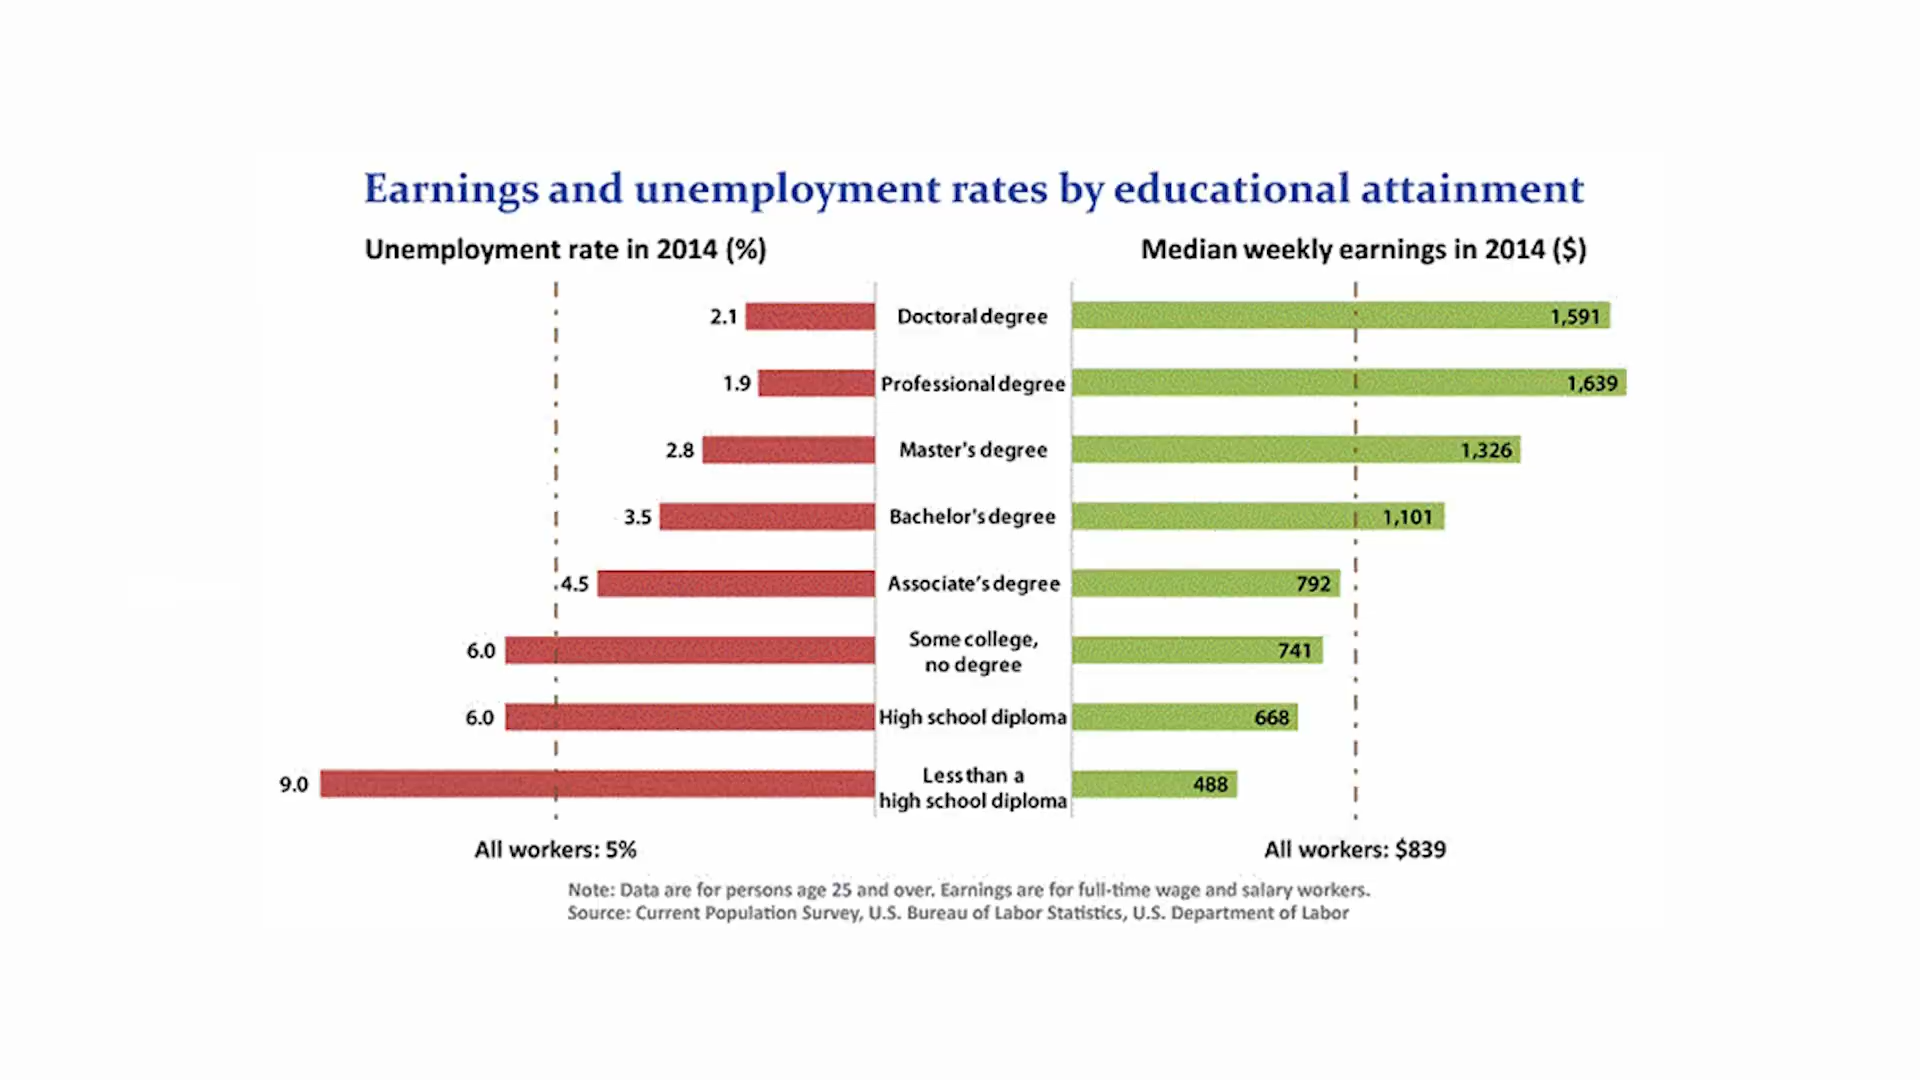 Earnings and unemployment rates by educational attainment
Unemployment rate in 2014 (%)
Median weekly earnings in 2014 ($)
2.1 Doctoral degree 1,591
1.9 Professional degree 1,639
2.8 Master's degree 1,326
3.5 Bachelor's degree 1,101
4.5 Associate's degree 792
Some college,
6.0 741
no degree
6.0 High school diploma 668
Less than a
9.0 488
high school diploma
All workers: 5%
All workers: $839
Note: Data are for persons age 25 and over. Earnings are for full-time wage and salary workers.
Source: Current Population Survey, U.S. Bureau of Labor Statistics, U.S. Department of Labor